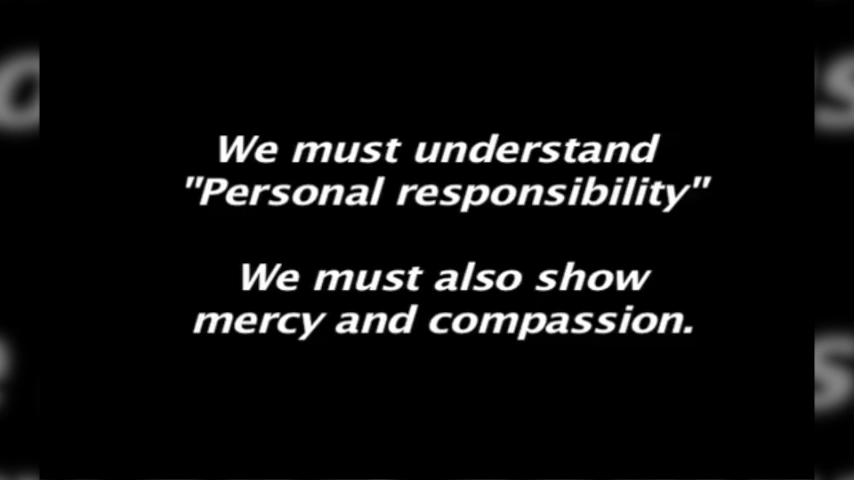 We must understand
"Personal responsibility"
We must also show
mercy and compassion.